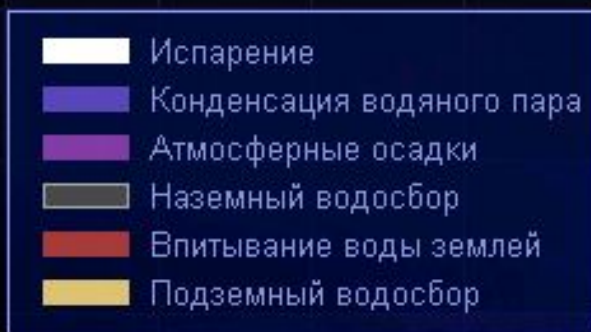 Испарение
Конденсация водяного пара
Атмосферные осадки
Наземный водосбор
Впитывание воды землей
Подземный водосбор